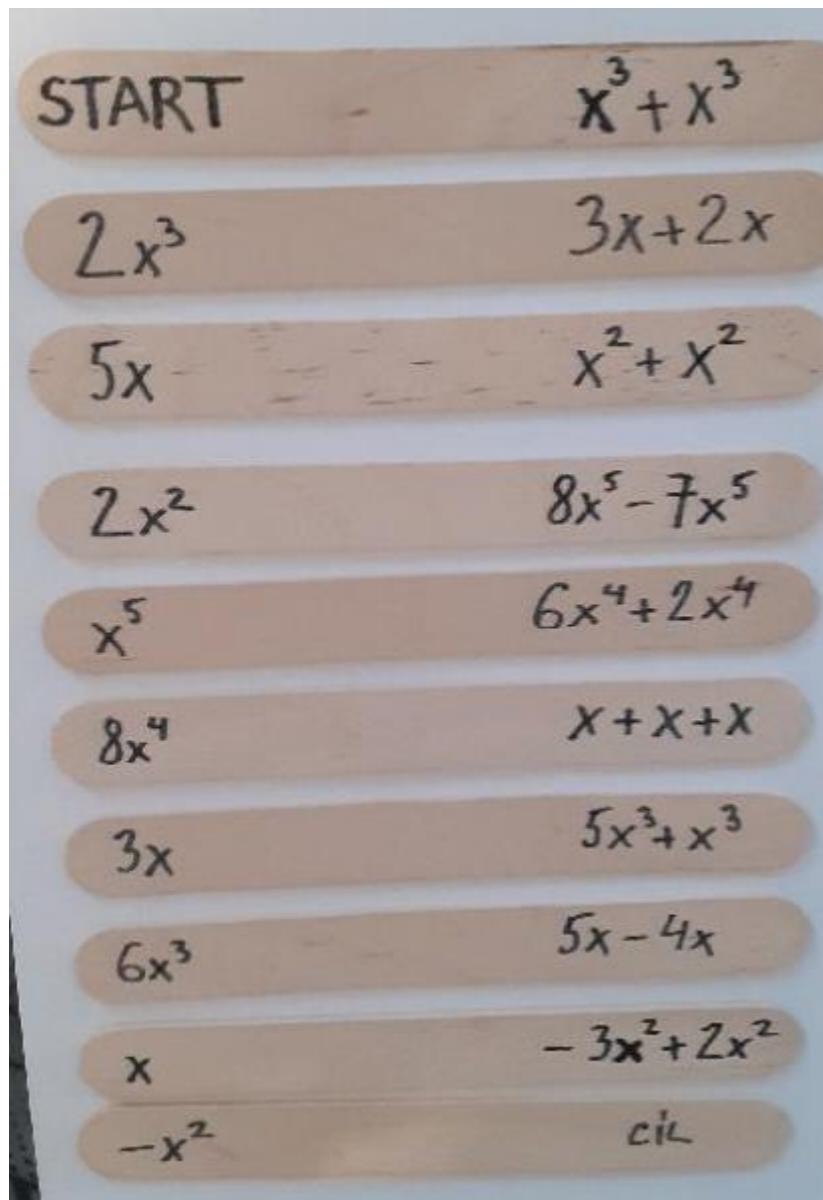 START x³ + x³
2x³ 3x + 2x
5x x² + x²
2x² 8x⁵ - 7x⁵
x⁵ 6x⁴ + 2x⁴
8x⁴ x + x + x
3x 5x³ + x³
6x³ 5x - 4x
x - 3x² + 2x²
-x² CÍL